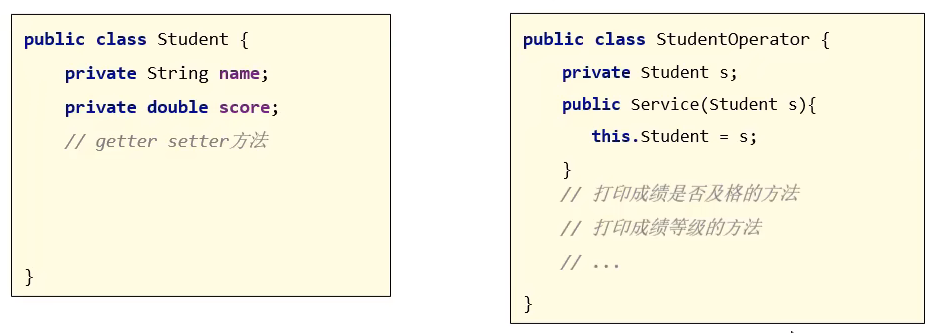 public class Student {
private String name;
private double score;
// getter setter方法
}
public class StudentOperator {
private Student s;
public Service(Student s){
this.Student = s;
}
// 打印成绩是否及格的方法
// 打印成绩等级的方法
// ...
}